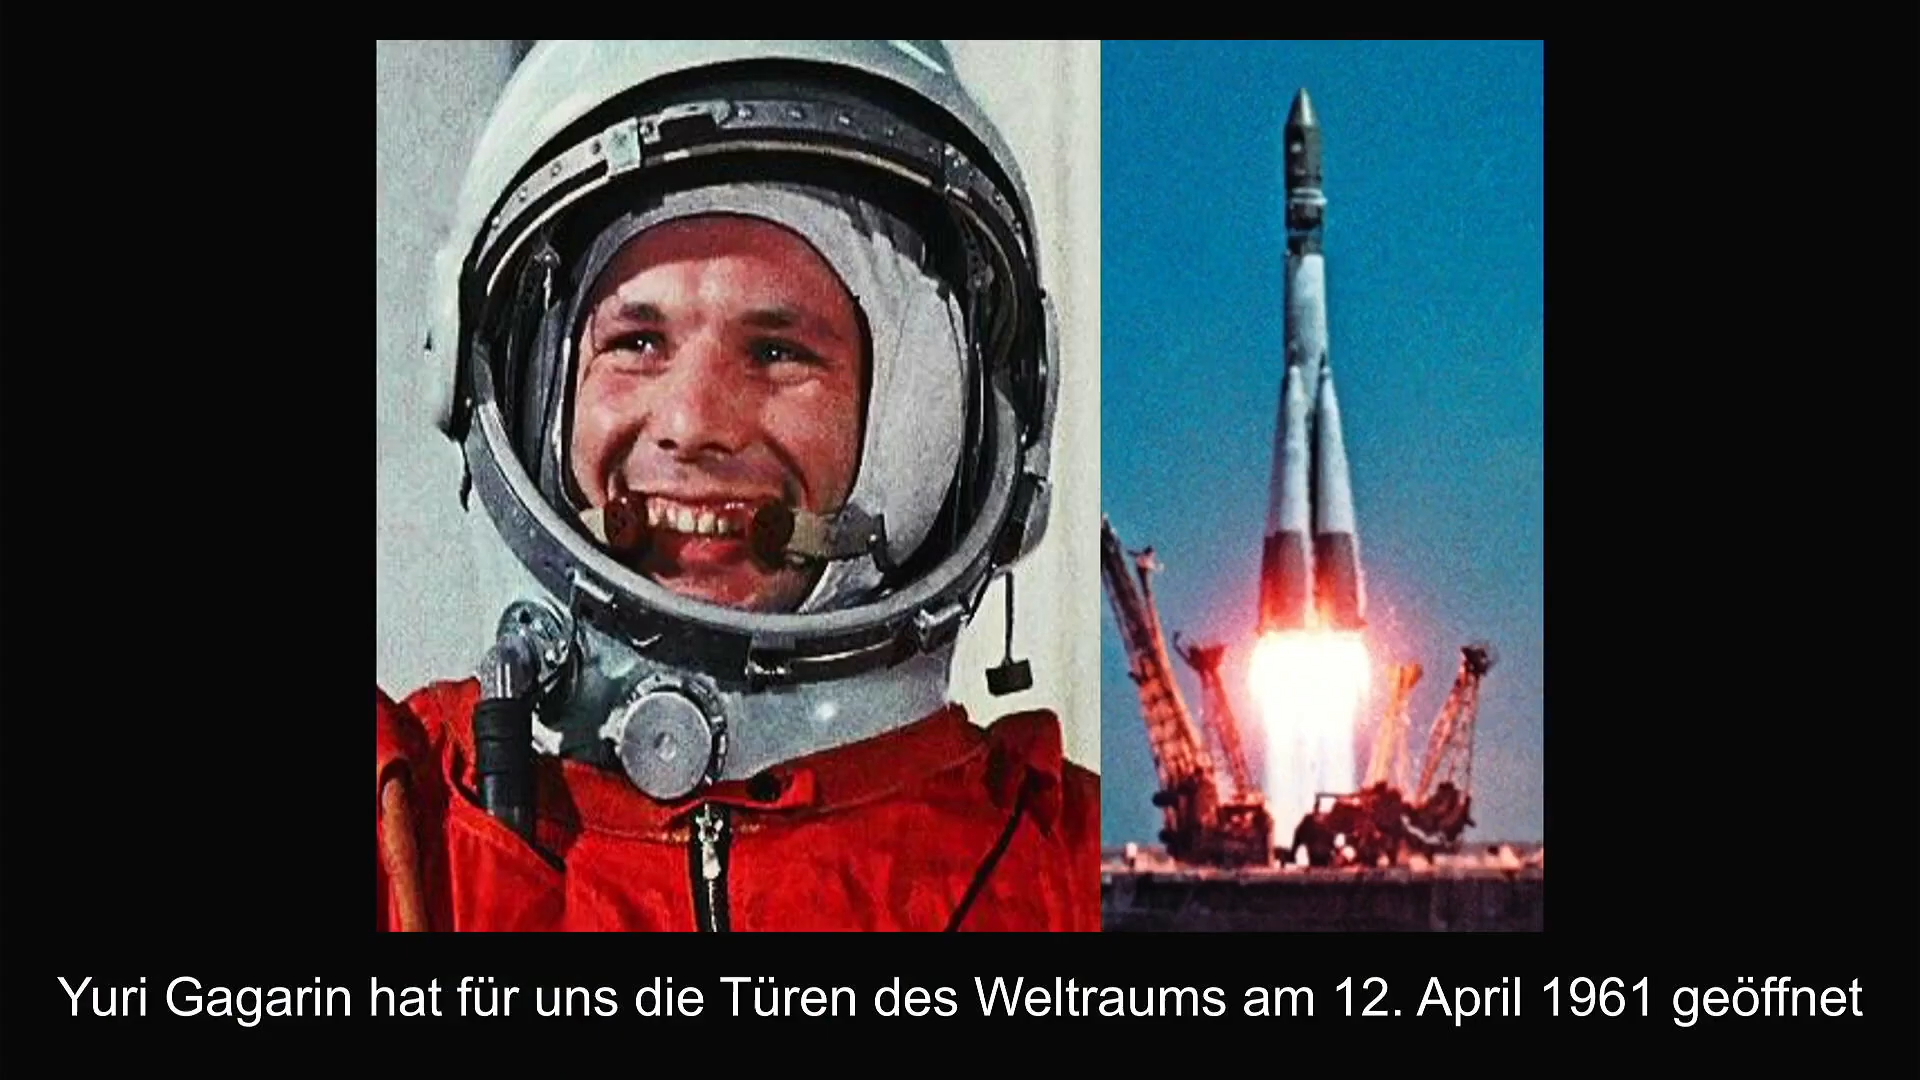 Yuri Gagarin hat für uns die Türen des Weltraums am 12. April 1961 geöffnet